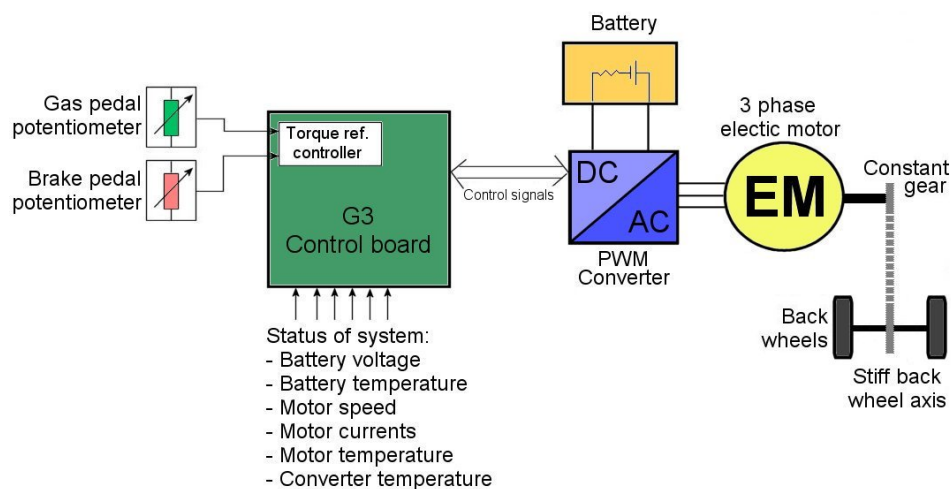 Battery
Gas pedal
potentiometer
Brake pedal
potentiometer
Torque ref.
controller
G3
Control board
Control signals
DC
AC
PWM
Converter
3 phase
electic motor
EM
Constant
gear
Back
wheels
Stiff back
wheel axis
Status of system:
- Battery voltage
- Battery temperature
- Motor speed
- Motor currents
- Motor temperature
- Converter temperature